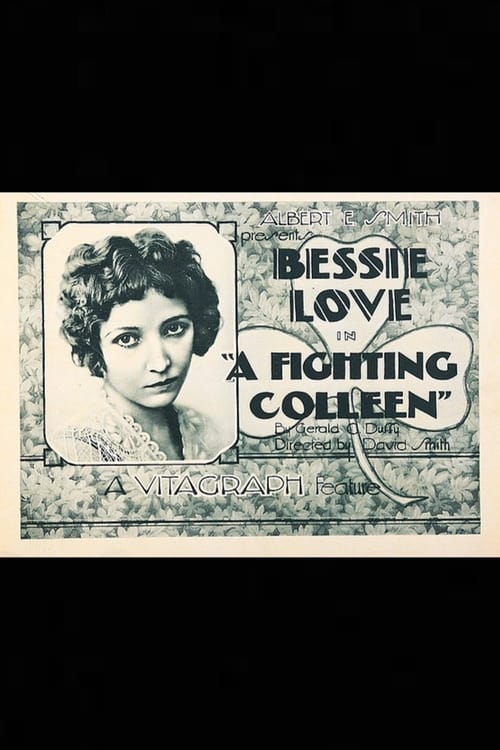 ALBERT E SMITH
presents
BESSIE
LOVE
IN
"A FIGHTING
COLLEEN"
By Gerald C. Duffy
Directed by David Smith
A VITAGRAPH Feature